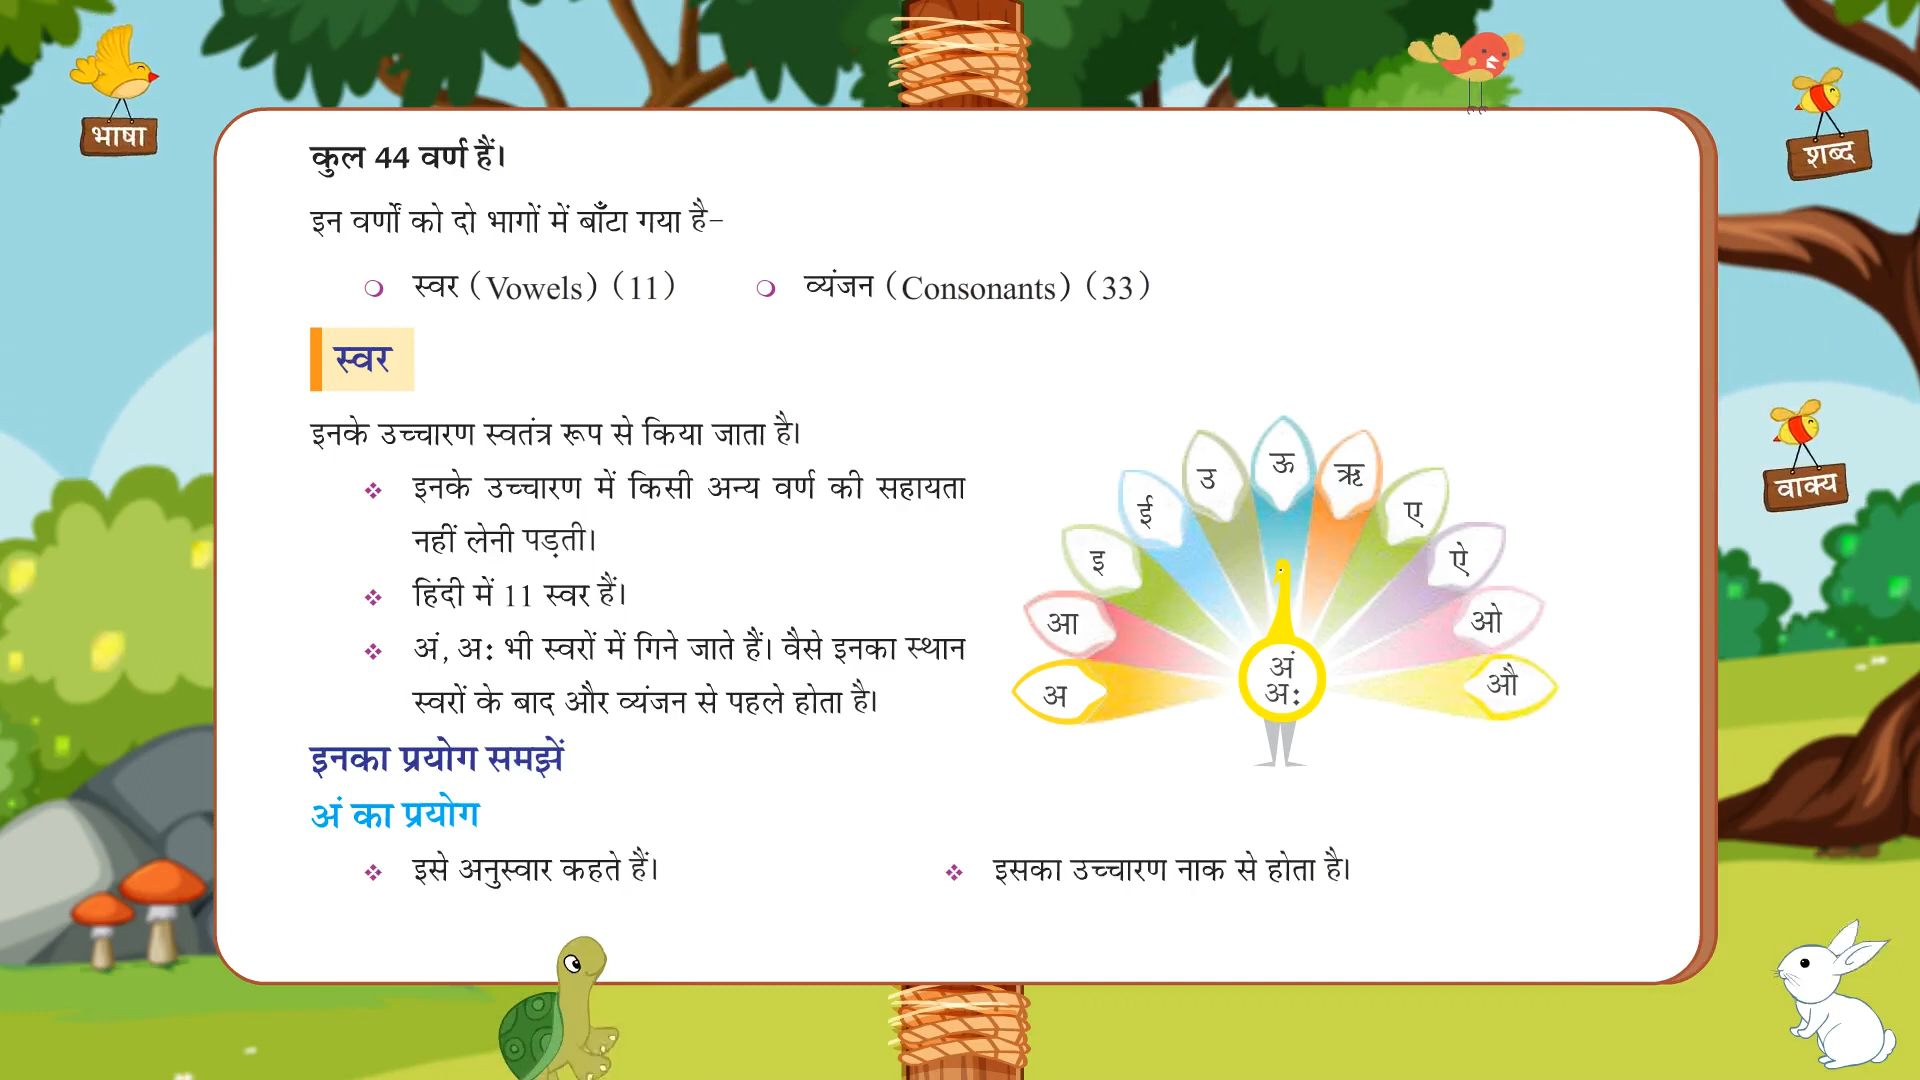 भाषा
शब्द
वाक्य
कुल 44 वर्ण हैं।
इन वर्णों को दो भागों में बाँटा गया है-
स्वर (Vowels) (11)
व्यंजन (Consonants) (33)
स्वर
इनके उच्चारण स्वतंत्र रूप से किया जाता है।
इनके उच्चारण में किसी अन्य वर्ण की सहायता
नहीं लेनी पड़ती।
हिंदी में 11 स्वर हैं।
अं, अः भी स्वरों में गिने जाते हैं। वैसे इनका स्थान
स्वरों के बाद और व्यंजन से पहले होता है।
अ
आ
इ
ई
उ
ऊ
ऋ
ए
ऐ
ओ
औ
अं
अः
इनका प्रयोग समझें
अं का प्रयोग
इसे अनुस्वार कहते हैं।
इसका उच्चारण नाक से होता है।